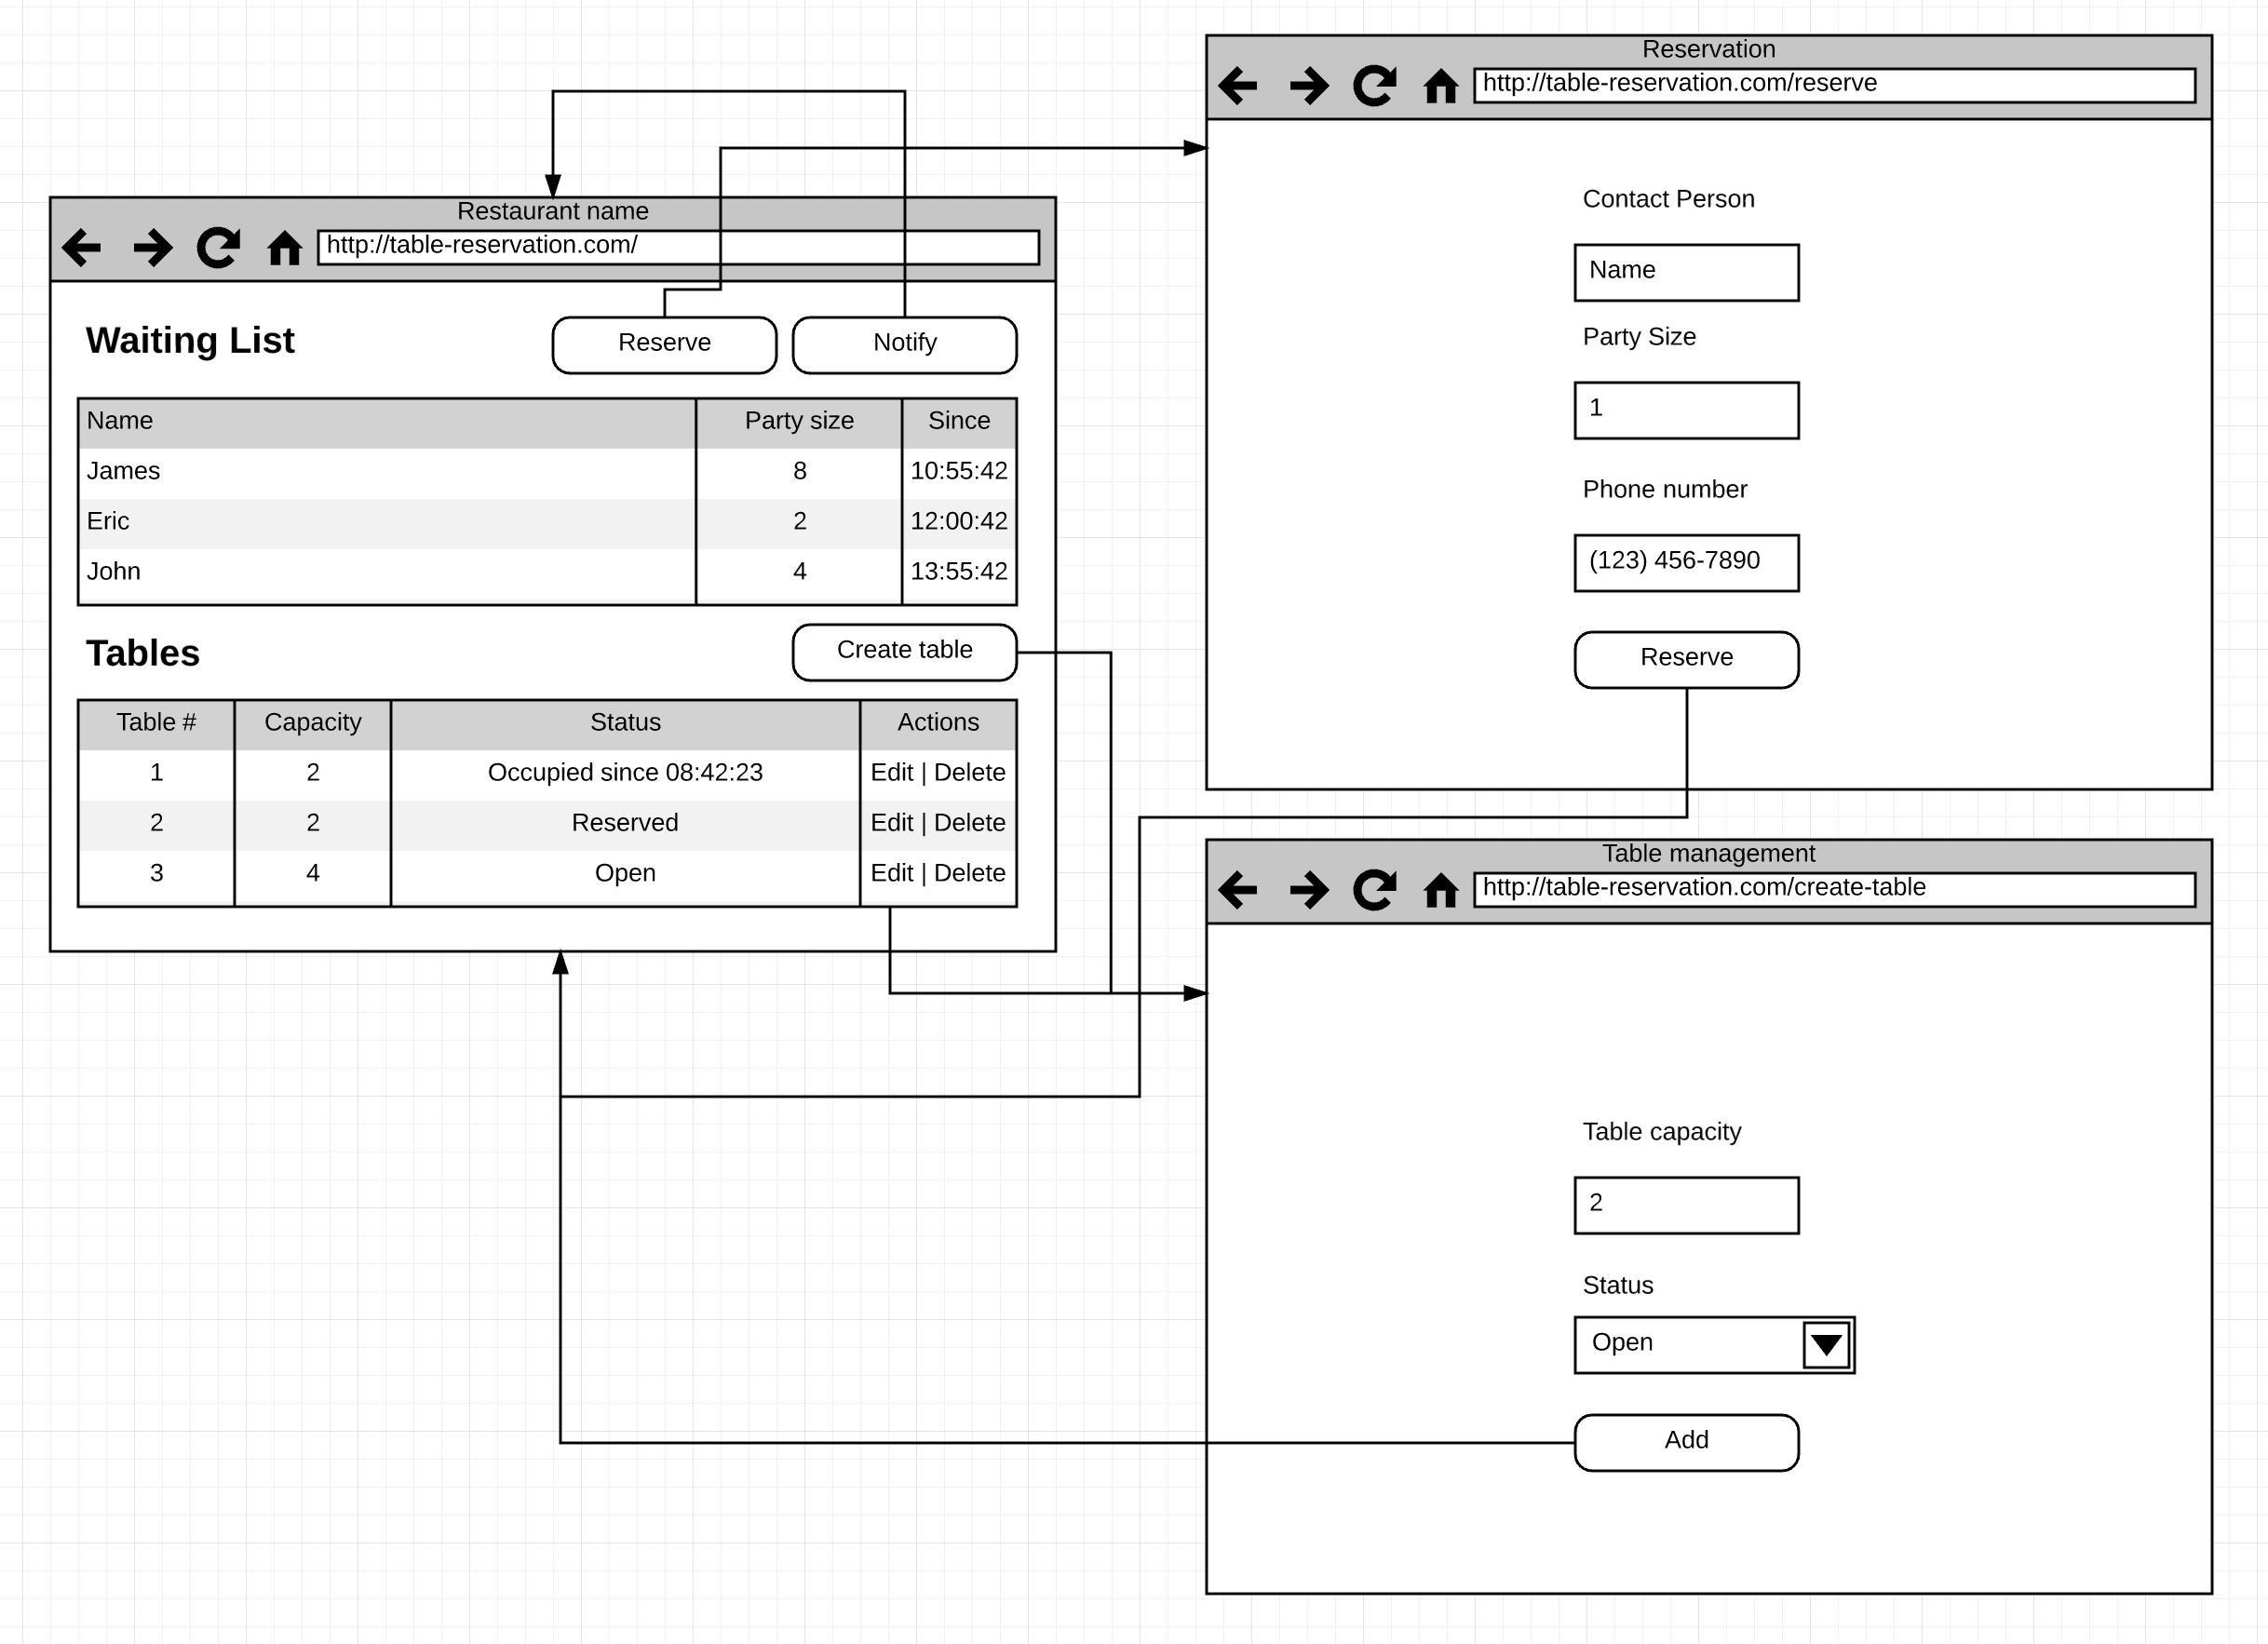 Restaurant name
http://table-reservation.com/
Waiting List
Reserve
Notify
Name Party size Since
James 8 10:55:42
Eric 2 12:00:42
John 4 13:55:42
Tables
Create table
Table # Capacity Status Actions
1 2 Occupied since 08:42:23 Edit | Delete
2 2 Reserved Edit | Delete
3 4 Open Edit | Delete
Reservation
http://table-reservation.com/reserve
Contact Person
Name
Party Size
1
Phone number
(123) 456-7890
Reserve
Table management
http://table-reservation.com/create-table
Table capacity
2
Status
Open
Add